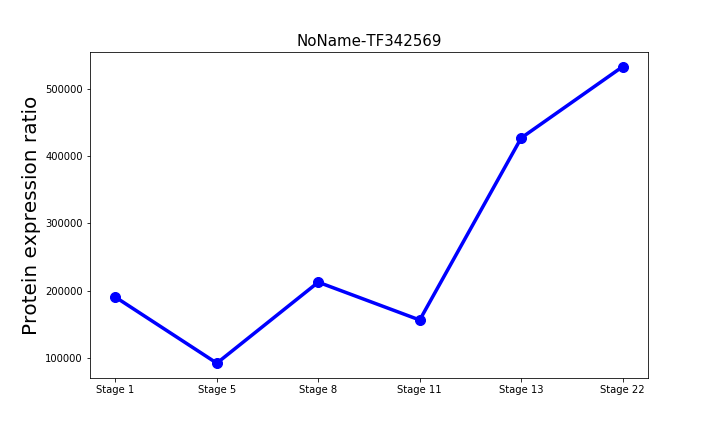 NoName-TF342569
Protein expression ratio
500000
400000
300000
200000
100000
Stage 1 Stage 5 Stage 8 Stage 11 Stage 13 Stage 22